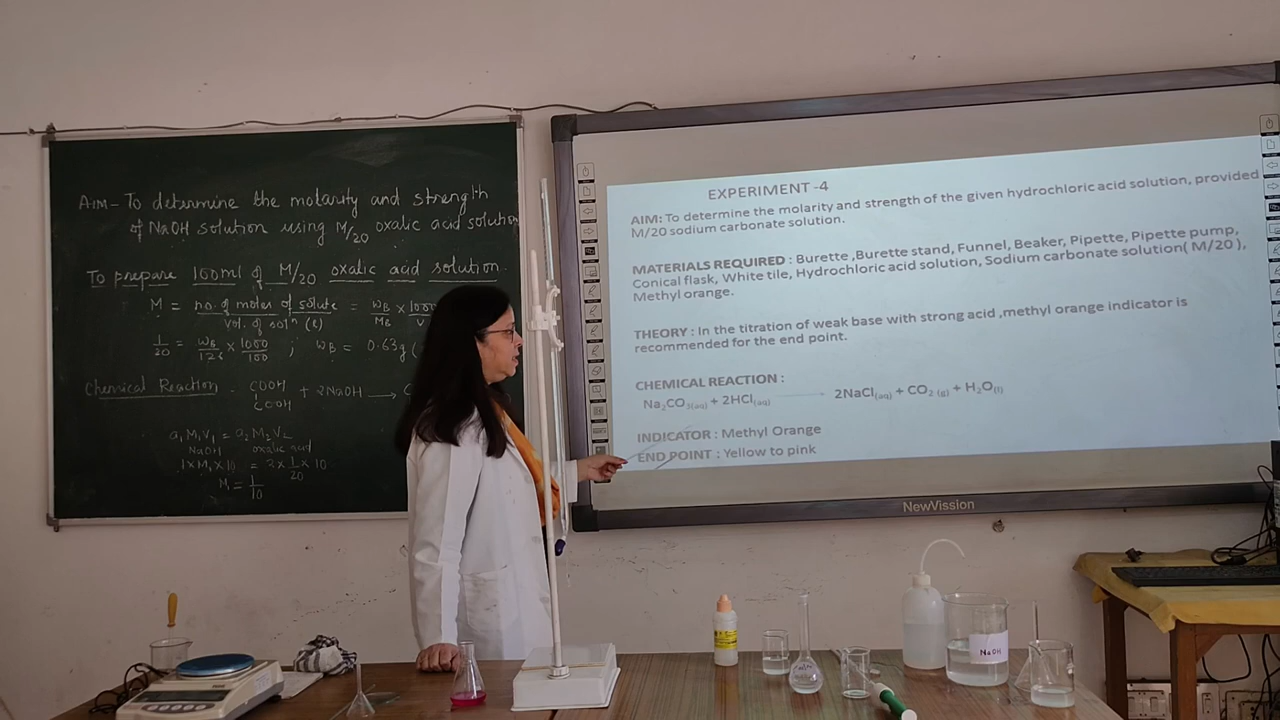 Aim - To determine the molarity and strength
of NaOH solution using M/20 oxalic acid solution
To prepare 100ml of M/20 oxalic acid solution.
M = no. of moles of solute / Vol. of solⁿ (l) = WB/MB × 1000
1/20 = WB/126 × 1000/100 ; WB = 0.63g
Chemical Reaction - COOH
COOH + 2NaOH →
a₁M₁V₁ = a₂M₂V₂
NaOH oxalic acid
1×M₁×10 = 2×1/20×10
M₁ = 1/10
EXPERIMENT -4
AIM: To determine the molarity and strength of the given hydrochloric acid solution, provided
M/20 sodium carbonate solution.
MATERIALS REQUIRED : Burette ,Burette stand, Funnel, Beaker, Pipette, Pipette pump,
Conical flask, White tile, Hydrochloric acid solution, Sodium carbonate solution( M/20 ),
Methyl orange.
THEORY : In the titration of weak base with strong acid ,methyl orange indicator is
recommended for the end point.
CHEMICAL REACTION :
Na₂CO₃(aq) + 2HCl(aq) 2NaCl(aq) + CO₂ (g) + H₂O(l)
INDICATOR : Methyl Orange
END POINT : Yellow to pink
NewVission
NaOH